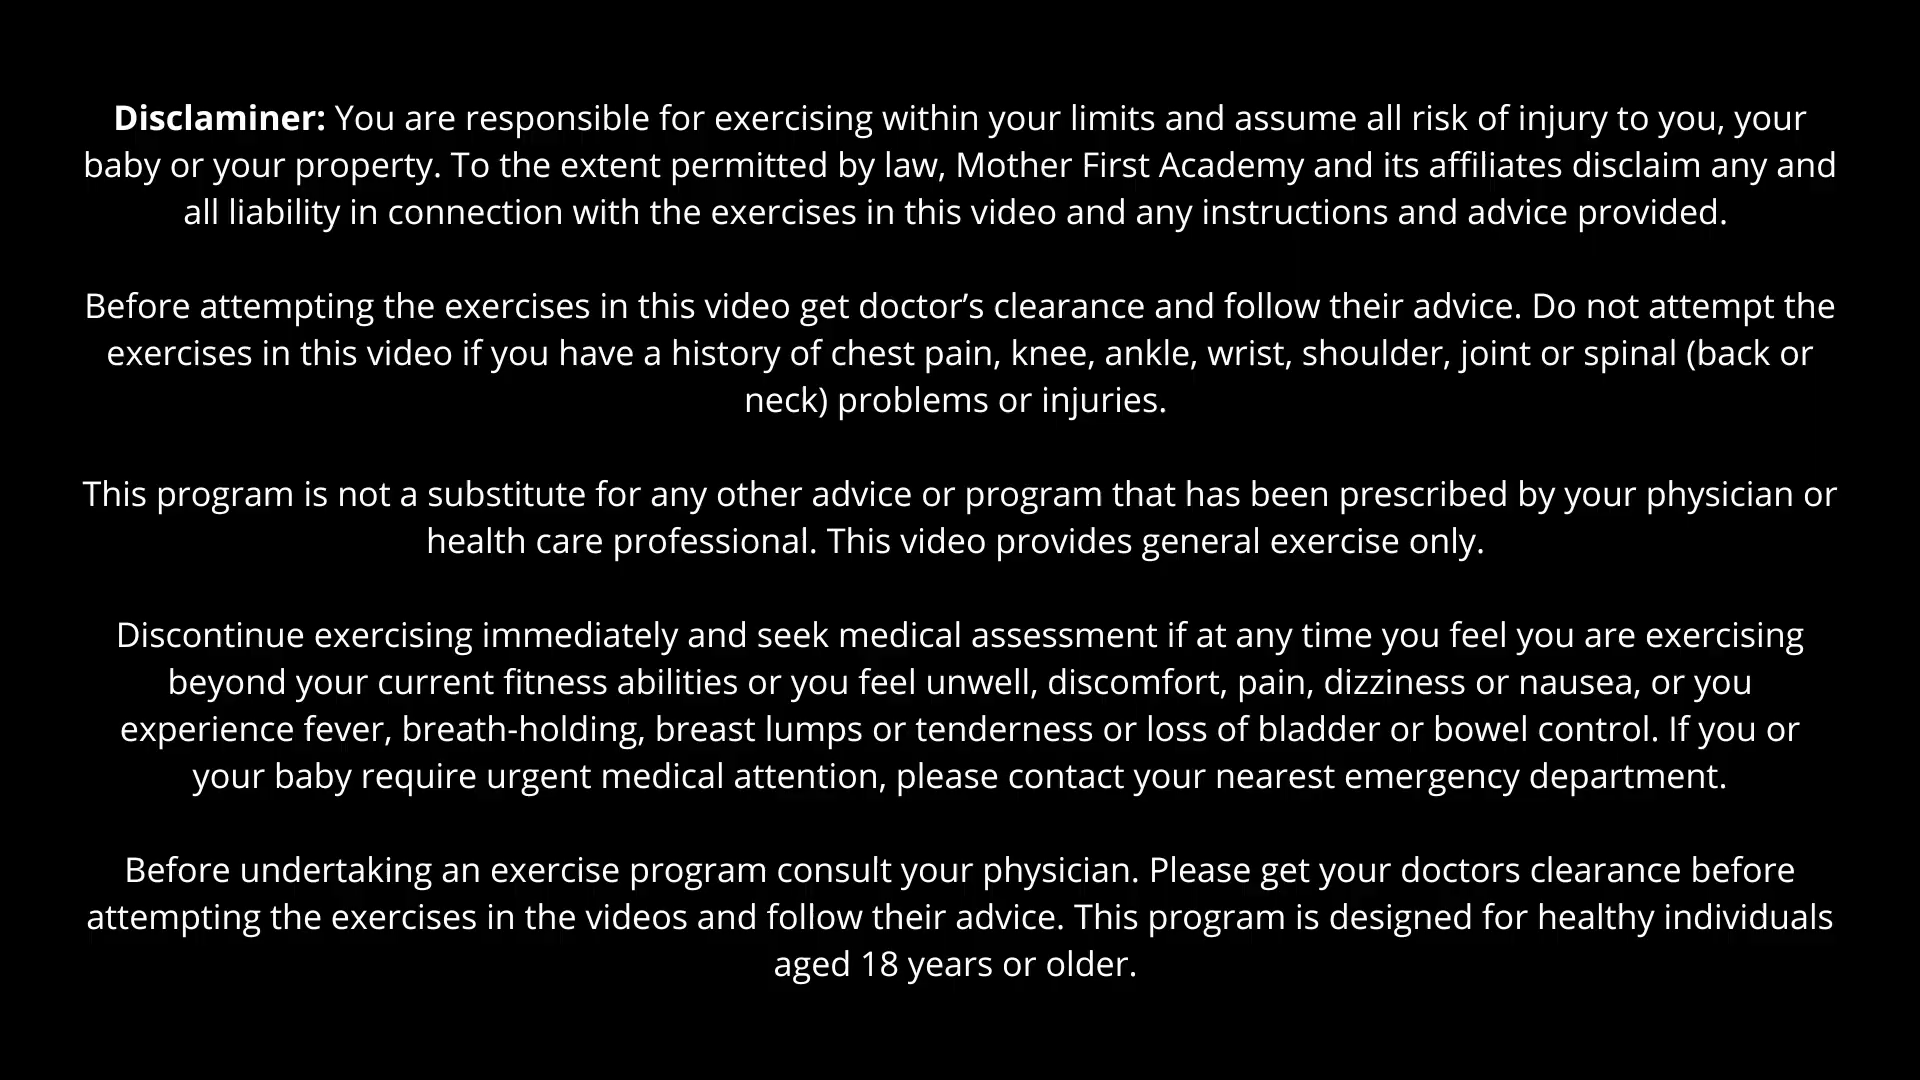 Disclaminer: You are responsible for exercising within your limits and assume all risk of injury to you, your
baby or your property. To the extent permitted by law, Mother First Academy and its affiliates disclaim any and
all liability in connection with the exercises in this video and any instructions and advice provided.
Before attempting the exercises in this video get doctor’s clearance and follow their advice. Do not attempt the
exercises in this video if you have a history of chest pain, knee, ankle, wrist, shoulder, joint or spinal (back or
neck) problems or injuries.
This program is not a substitute for any other advice or program that has been prescribed by your physician or
health care professional. This video provides general exercise only.
Discontinue exercising immediately and seek medical assessment if at any time you feel you are exercising
beyond your current fitness abilities or you feel unwell, discomfort, pain, dizziness or nausea, or you
experience fever, breath-holding, breast lumps or tenderness or loss of bladder or bowel control. If you or
your baby require urgent medical attention, please contact your nearest emergency department.
Before undertaking an exercise program consult your physician. Please get your doctors clearance before
attempting the exercises in the videos and follow their advice. This program is designed for healthy individuals
aged 18 years or older.